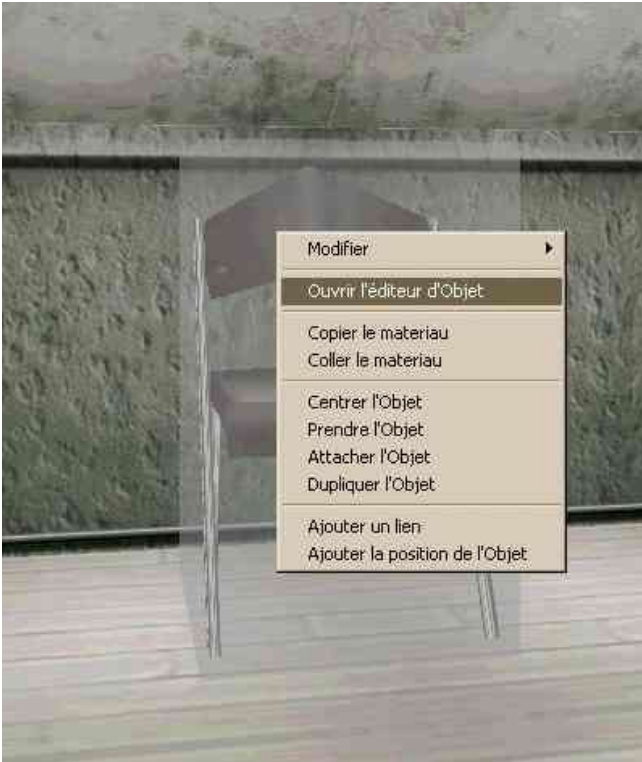 Modifier
Ouvrir l'éditeur d'Objet
Copier le materiau
Coller le materiau
Centrer l'Objet
Prendre l'Objet
Attacher l'Objet
Dupliquer l'Objet
Ajouter un lien
Ajouter la position de l'Objet